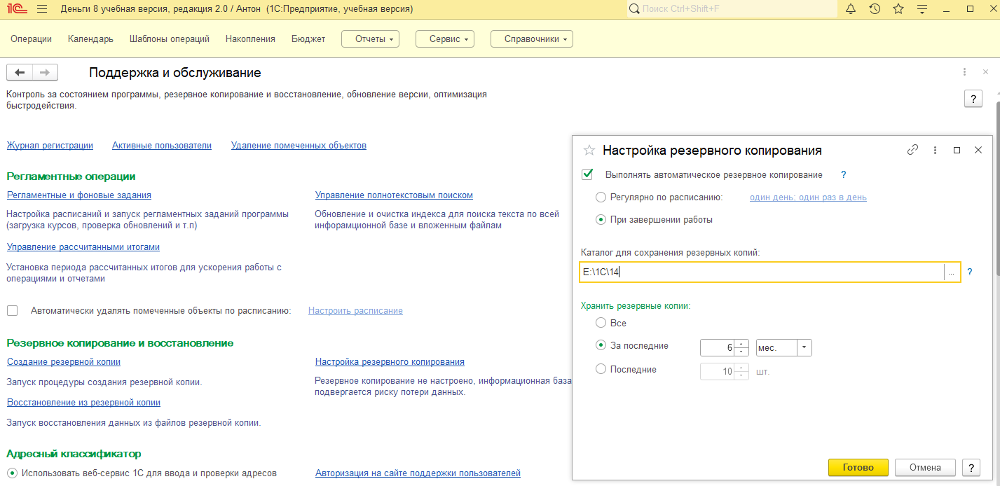 1С Деньги 8 учебная версия, редакция 2.0 / Антон (1С:Предприятие, учебная версия) Поиск Ctrl+Shift+F
Операции Календарь Шаблоны операций Накопления Бюджет Отчеты Сервис Справочники
Поддержка и обслуживание
Контроль за состоянием программы, резервное копирование и восстановление, обновление версии, оптимизация
быстродействия.
?
Журнал регистрации Активные пользователи Удаление помеченных объектов
Регламентные операции
Регламентные и фоновые задания Управление полнотекстовым поиском
Настройка расписаний и запуск регламентных заданий программы Обновление и очистка индекса для поиска текста по всей
(загрузка курсов, проверка обновлений и т.п) инфорамционной базе и вложенным файлам
Управление рассчитанными итогами
Установка периода рассчитанных итогов для ускорения работы с
операциями и отчетами
Автоматически удалять помеченные объекты по расписанию: Настроить расписание
Резервное копирование и восстановление
Создание резервной копии Настройка резервного копирования
Запуск процедуры создания резервной копии. Резервное копирование не настроено, информационная база
подвергается риску потери данных.
Восстановление из резервной копии
Запуск восстановления данных из файлов резервной копии.
Адресный классификатор
Использовать веб-сервис 1С для ввода и проверки адресов Авторизация на сайте поддержки пользователей
Настройка резервного копирования
Выполнять автоматическое резервное копирование ?
Регулярно по расписанию: один день; один раз в день
При завершении работы
Каталог для сохранения резервных копий:
E:\1C\14 ... ?
Хранить резервные копии:
Все
За последние 6 мес.
Последние 10 шт.
Готово Отмена ?